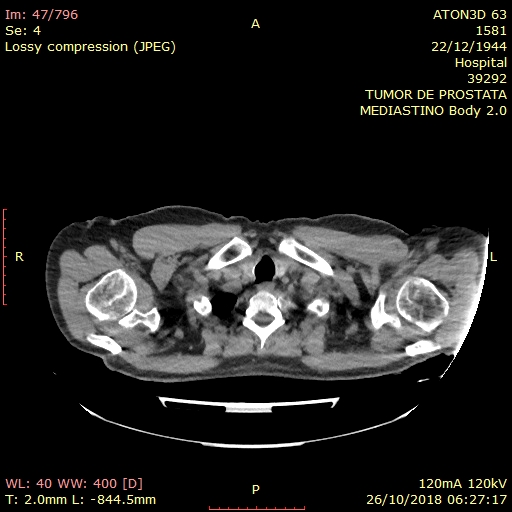 Im: 47/796
Se: 4
Lossy compression (JPEG)
A
ATON3D 63
1581
22/12/1944
Hospital
39292
TUMOR DE PROSTATA
MEDIASTINO Body 2.0
R
L
WL: 40 WW: 400 [D]
T: 2.0mm L: -844.5mm
P
120mA 120kV
26/10/2018 06:27:17